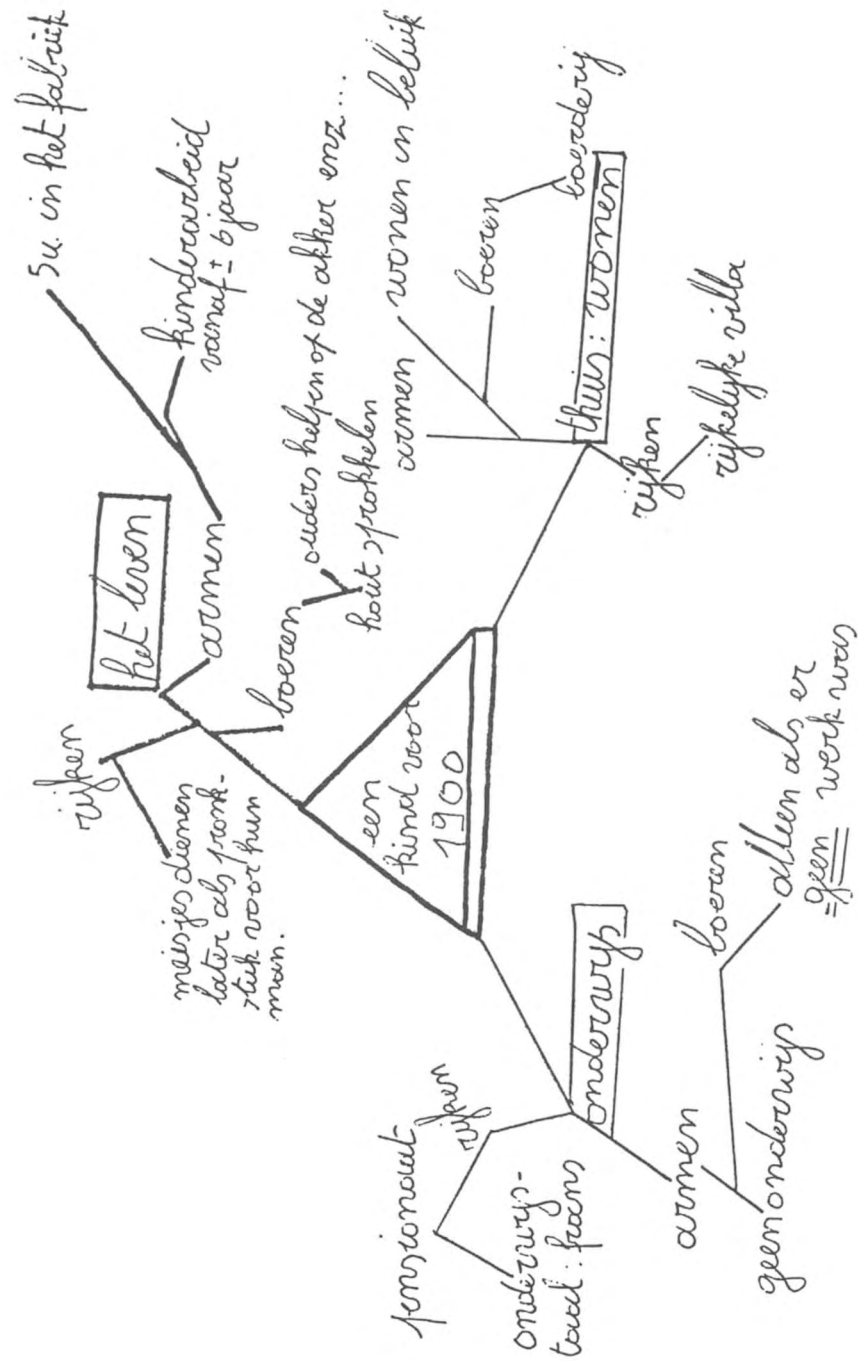 het leven
rijken
meisjes dienen
later als pronk-
stuk voor hun
man.
armen
5u. in het fabriek
kinderarbeid
vanaf ± 6 jaar
boeren
ouders helpen op de akker enz...
hout sprokkelen
een
kind voor
1900
thuis: wonen
armen
wonen in beluik
boeren
boerderij
rijken
rijkelijke villa
onderwijs
rijken
pensionaat
onderwijs-
taal: frans
armen
geen onderwijs
boeren
alleen als er
geen werk was